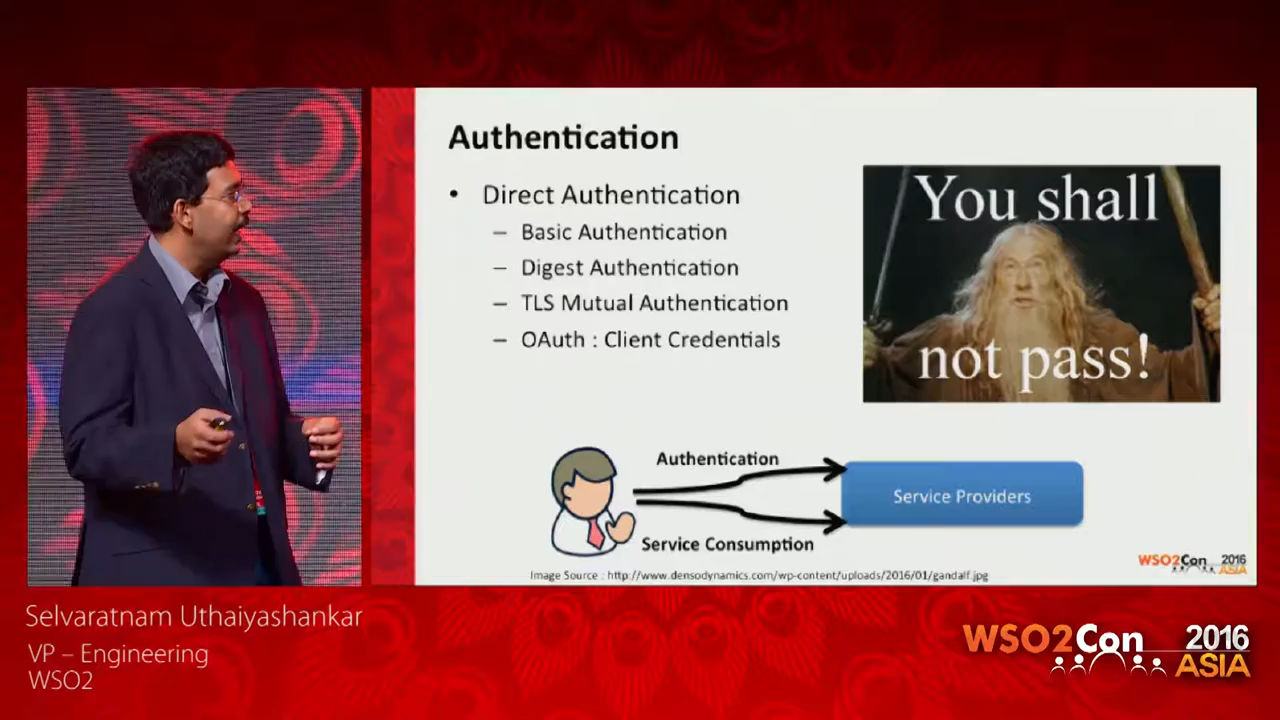 Authentication
• Direct Authentication
– Basic Authentication
– Digest Authentication
– TLS Mutual Authentication
– OAuth : Client Credentials
You shall
not pass!
Authentication
Service Providers
Service Consumption
WSO2Con 2016
ASIA
Image Source : http://www.densodynamics.com/wp-content/uploads/2016/01/gandalf.jpg
Selvaratnam Uthaiyashankar
VP – Engineering
WSO2
WSO2Con 2016
ASIA